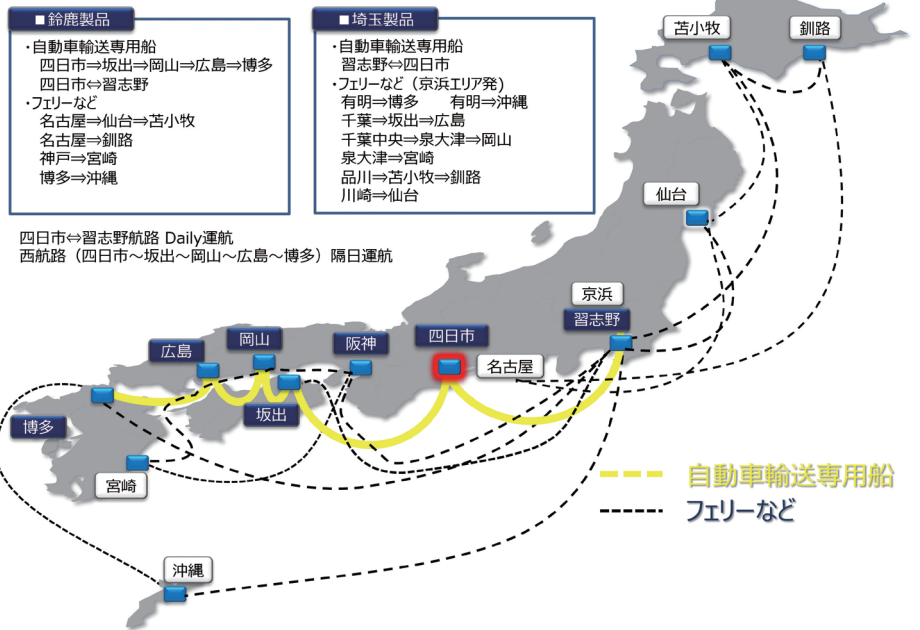 ■鈴鹿製品
・自動車輸送専用船
四日市⇒坂出⇒岡山⇒広島⇒博多
四日市⇔習志野
・フェリーなど
名古屋⇒仙台⇒苫小牧
名古屋⇒釧路
神戸⇒宮崎
博多⇒沖縄
■埼玉製品
・自動車輸送専用船
習志野⇔四日市
・フェリーなど（京浜エリア発)
有明⇒博多　　有明⇒沖縄
千葉⇒坂出⇒広島
千葉中央⇒泉大津⇒岡山
泉大津⇒宮崎
品川⇒苫小牧⇒釧路
川崎⇒仙台
四日市⇔習志野航路 Daily運航
西航路（四日市～坂出～岡山～広島～博多）隔日運航
苫小牧
釧路
仙台
京浜
習志野
四日市
名古屋
阪神
岡山
広島
坂出
博多
宮崎
沖縄
自動車輸送専用船
フェリーなど